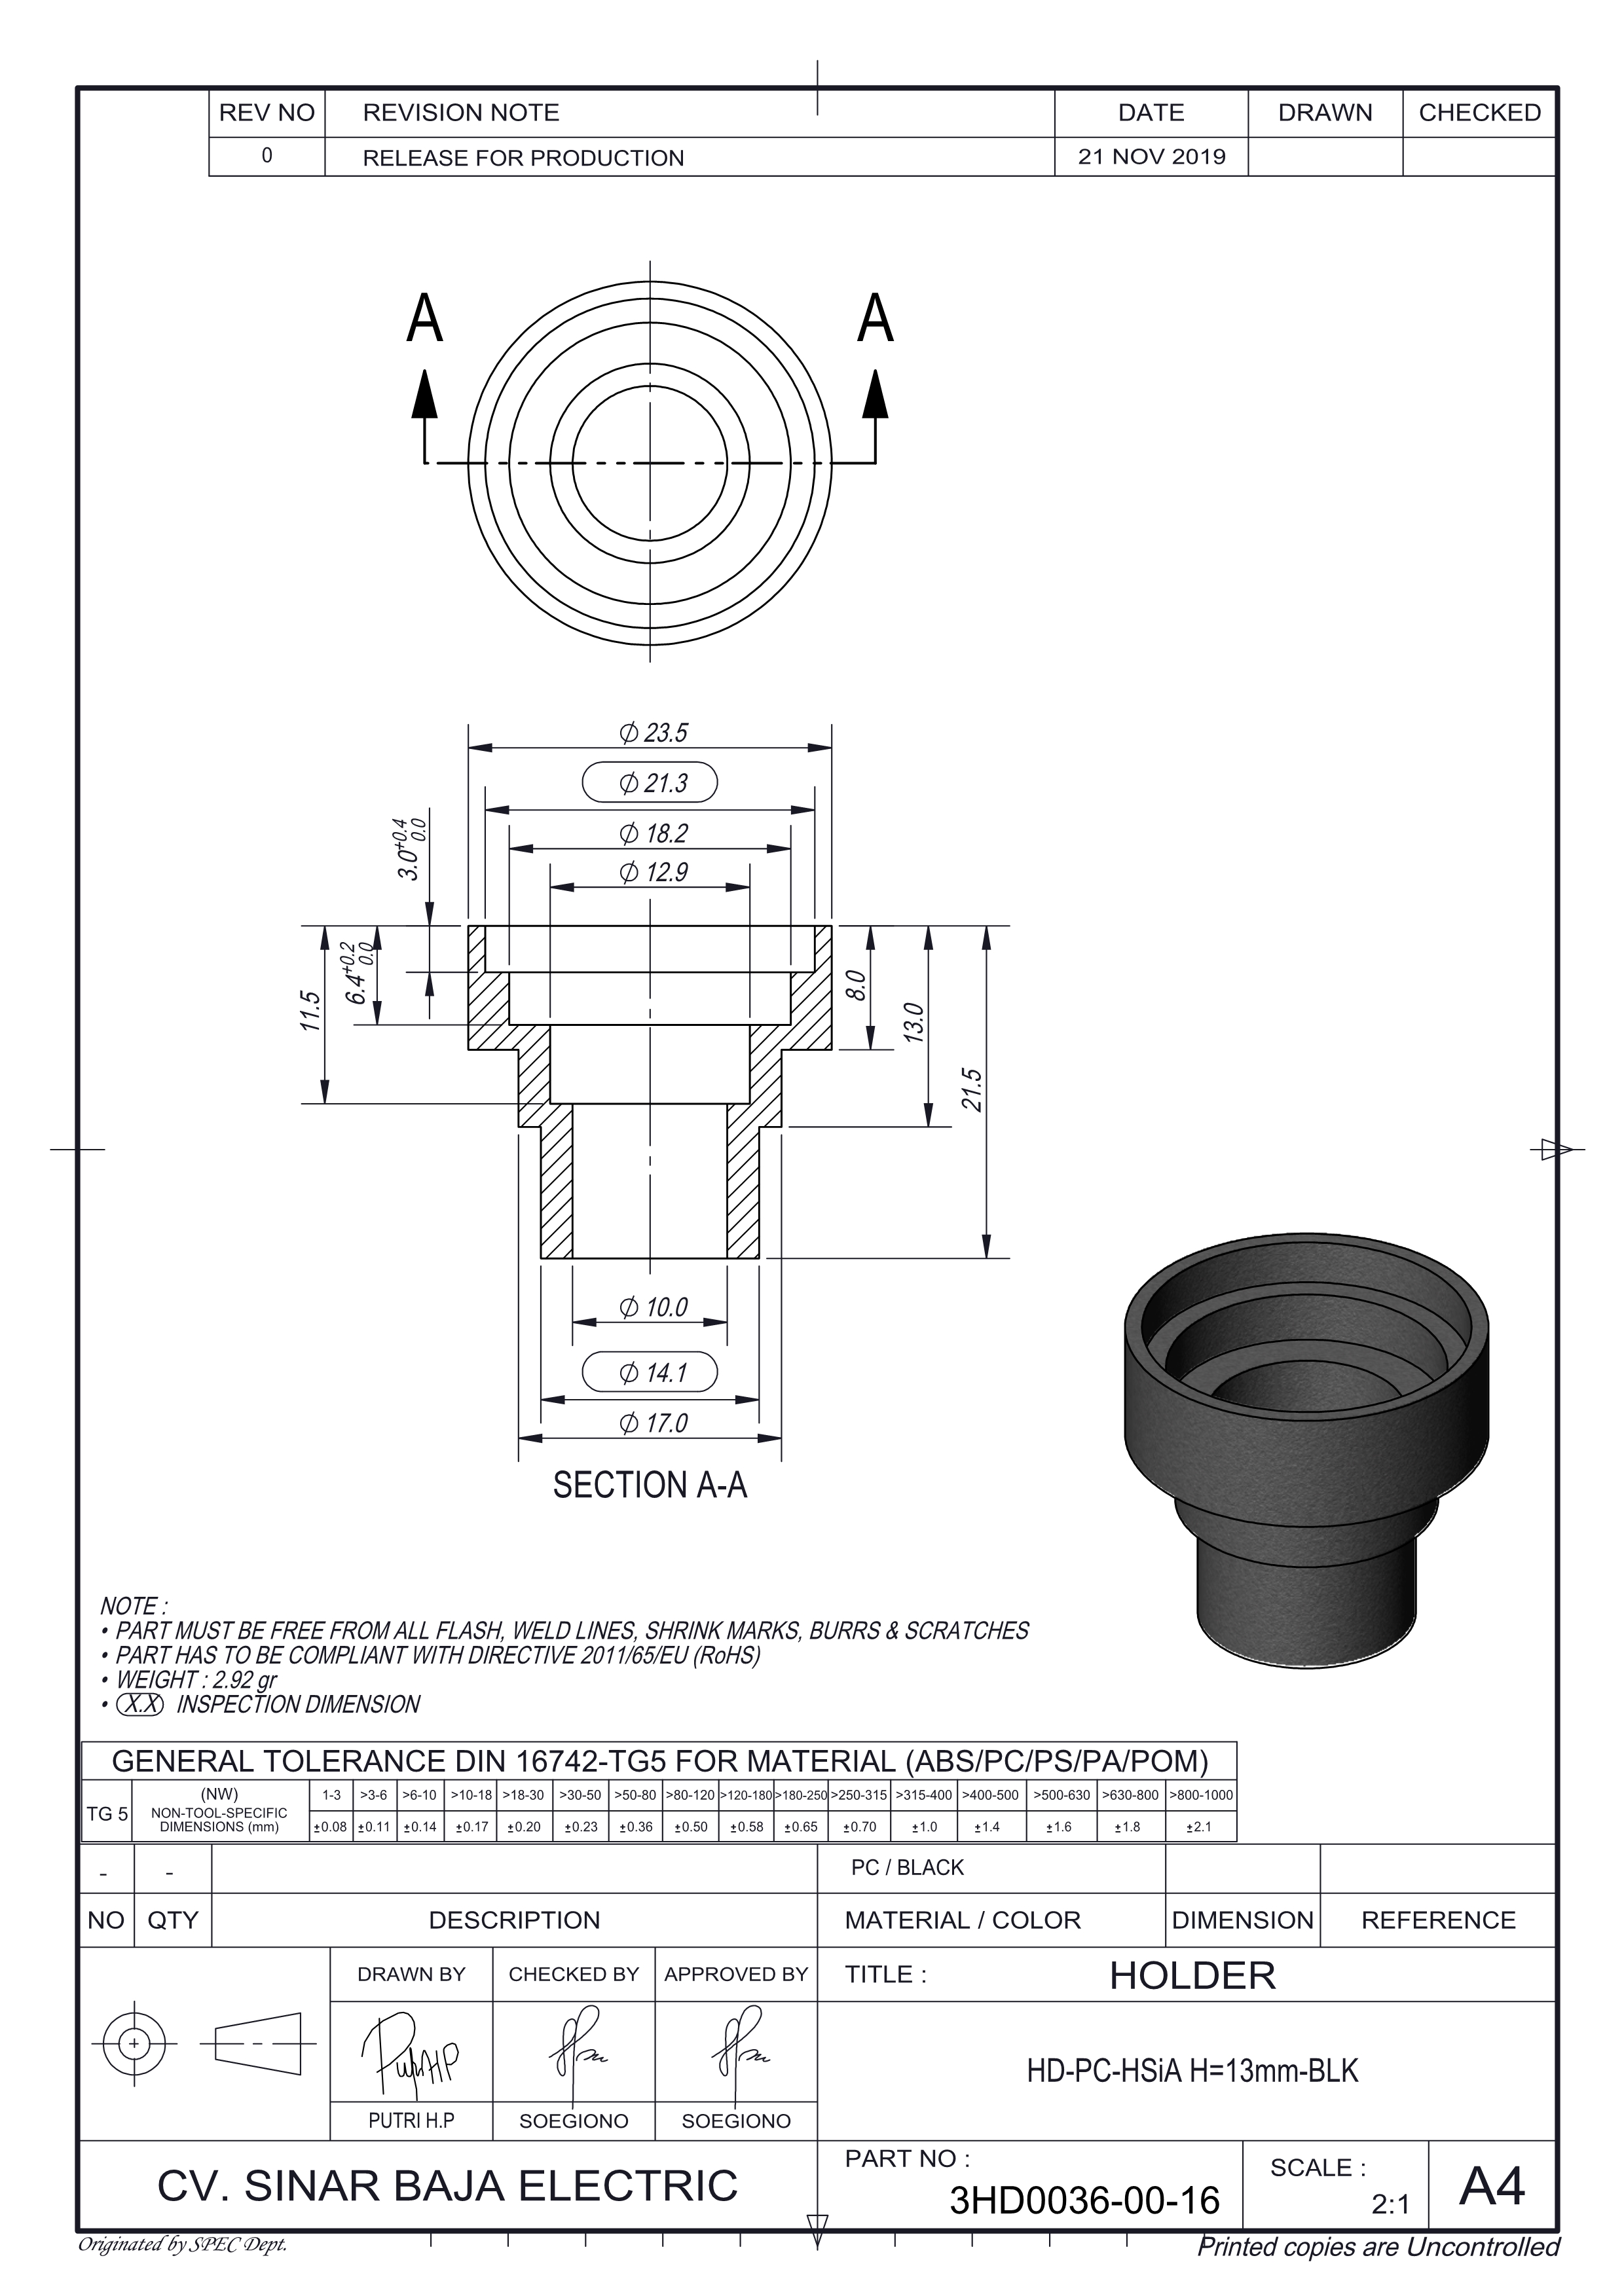 REV NO REVISION NOTE DATE DRAWN CHECKED
0 RELEASE FOR PRODUCTION 21 NOV 2019
A A
⌀ 23.5
⌀ 21.3
⌀ 18.2
⌀ 12.9
3.0 +0.4 0.0
6.4 +0.2 0.0
11.5
8.0
13.0
21.5
⌀ 10.0
⌀ 14.1
⌀ 17.0
SECTION A-A
NOTE :
• PART MUST BE FREE FROM ALL FLASH, WELD LINES, SHRINK MARKS, BURRS & SCRATCHES
• PART HAS TO BE COMPLIANT WITH DIRECTIVE 2011/65/EU (RoHS)
• WEIGHT : 2.92 gr
• X.X INSPECTION DIMENSION
GENERAL TOLERANCE DIN 16742-TG5 FOR MATERIAL (ABS/PC/PS/PA/POM)
TG 5 (NW) NON-TOOL-SPECIFIC DIMENSIONS (mm)
1-3 >3-6 >6-10 >10-18 >18-30 >30-50 >50-80 >80-120 >120-180 >180-250 >250-315 >315-400 >400-500 >500-630 >630-800 >800-1000
±0.08 ±0.11 ±0.14 ±0.17 ±0.20 ±0.23 ±0.36 ±0.50 ±0.58 ±0.65 ±0.70 ±1.0 ±1.4 ±1.6 ±1.8 ±2.1
- - PC / BLACK
NO QTY DESCRIPTION MATERIAL / COLOR DIMENSION REFERENCE
DRAWN BY CHECKED BY APPROVED BY TITLE : HOLDER
PutriHP
HD-PC-HSiA H=13mm-BLK
PUTRI H.P SOEGIONO SOEGIONO
CV. SINAR BAJA ELECTRIC
PART NO :
3HD0036-00-16
SCALE :
2:1
A4
Originated by SPEC Dept. Printed copies are Uncontrolled